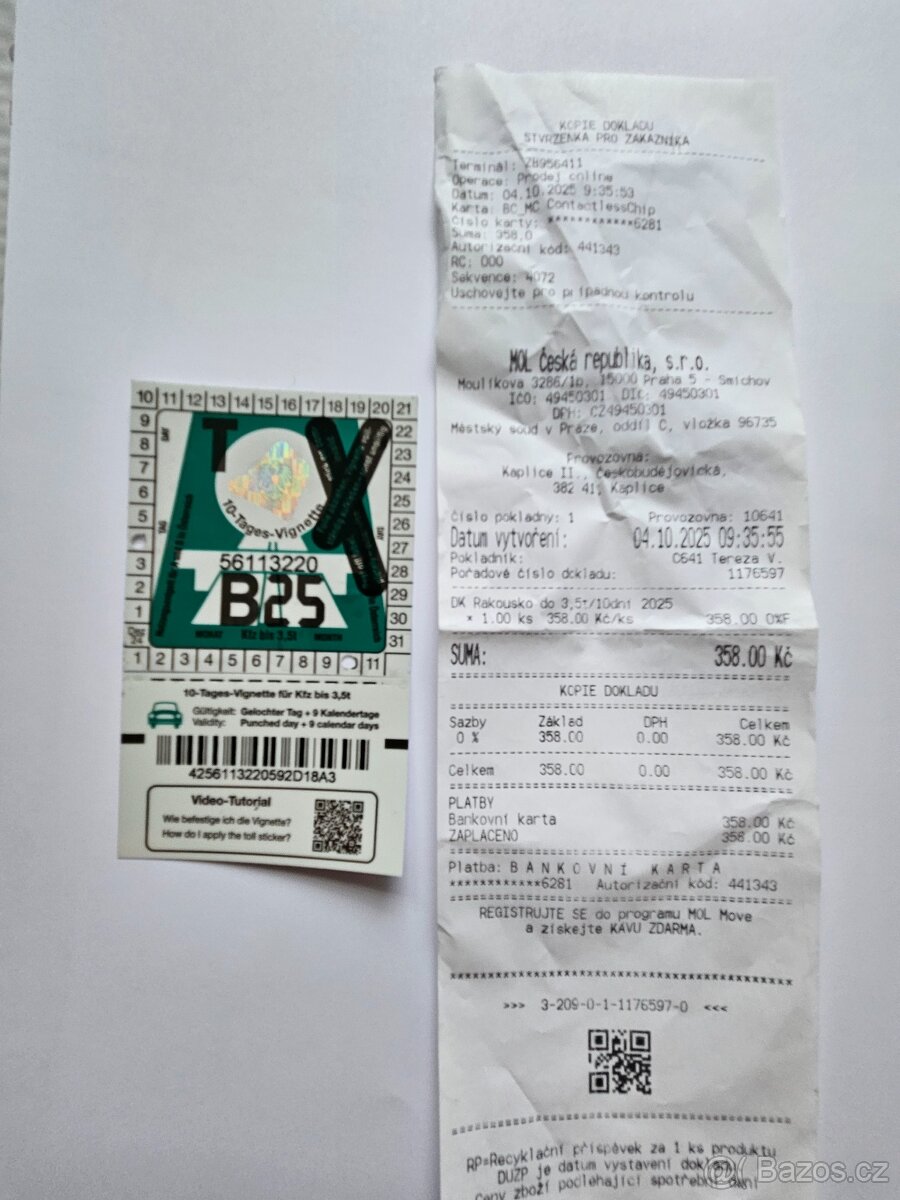 10 11 12 13 14 15 16 17 18 19 20 21
9 22
8
7 23
6 24
5 25
26
3 27
2 28
1 29
30
31
T
10-Tages-Vignette
56113220
B25
MONAT Kfz bis 3,5t MONTH
1 2 3 4 5 6 7 8 9 11
10-Tages-Vignette für Kfz bis 3,5t
Gültigkeit: Gelochter Tag + 9 Kalendertage
Validity: Punched day + 9 calendar days
4256113220592D18A3
Video-Tutorial
Wie befestige ich die Vignette?
How do I apply the toll sticker?
KOPIE DOKLADU
STVRZENKA PRO ZÁKAZNÍKA
Terminál: ZB956411
Operace: Prodej online
Datum: 04.10.2025 9:35:53
Karta: BC_MC ContactlessChip
Číslo karty: ************6281
Suma: 358,0
Autorizační kód: 441343
RC: 000
Sekvence: 4072
Uschovejte pro případnou kontrolu
MOL Česká republika, s.r.o.
Moulíkova 3286/1b, 15000 Praha 5 - Smíchov
IČO: 49450301 DIČ: 49450301
DPH: CZ49450301
Městský soud v Praze, oddíl C, vložka 96735
Provozovna:
Kaplice II., Českobudějovická,
382 41, Kaplice
Číslo pokladny: 1 Provozovna: 10641
Datum vytvoření: 04.10.2025 09:35:55
Pokladník: C641 Tereza V.
Pořadové číslo dokladu: 1176597
DK Rakousko do 3,5t/10dní 2025
* 1.00 ks 358.00 Kč/ks 358.00 0%F
SUMA: 358.00 Kč
KOPIE DOKLADU
Sazby Základ DPH Celkem
0 % 358.00 0.00 358.00 Kč
Celkem 358.00 0.00 358.00 Kč
PLATBY
Bankovní karta 358.00 Kč
ZAPLACENO 358.00 Kč
Platba: BANKOVNÍ KARTA
************6281 Autorizační kód: 441343
REGISTRUJTE SE do programu MOL Move
a získejte KÁVU ZDARMA.
>>> 3-209-0-1-1176597-0 <<<
RP=Recyklační příspěvek za 1 ks produktu
DUZP je datum vystavení
Ceny zboží podléhající spotřební dani
Bazos.cz